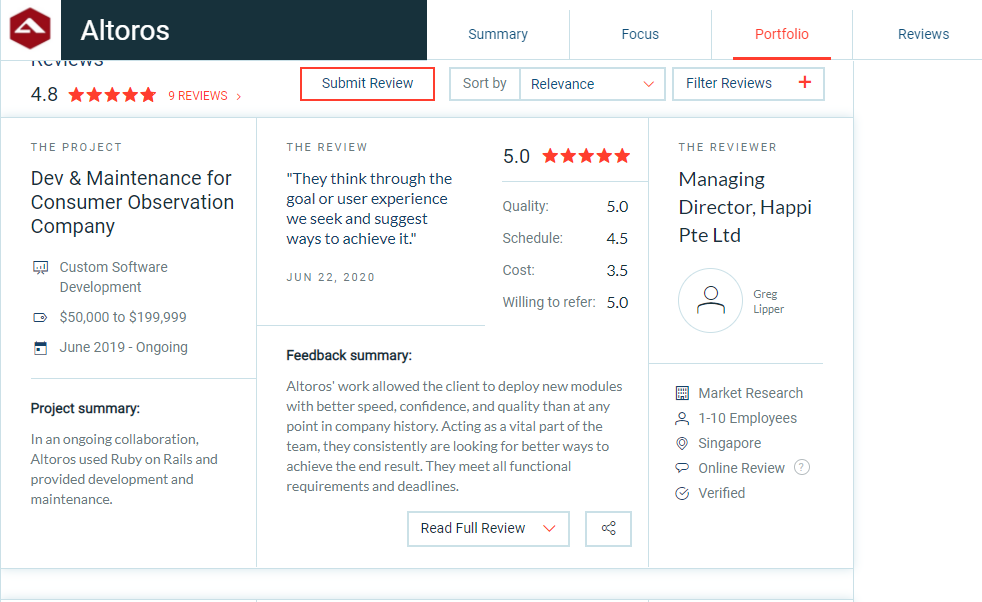 Altoros
Summary
Focus
Portfolio
Reviews
Reviews
4.8
9 REVIEWS
Submit Review
Sort by
Relevance
Filter Reviews
THE PROJECT
Dev & Maintenance for
Consumer Observation
Company
Custom Software
Development
$50,000 to $199,999
June 2019 - Ongoing
Project summary:
In an ongoing collaboration,
Altoros used Ruby on Rails and
provided development and
maintenance.
THE REVIEW
"They think through the
goal or user experience
we seek and suggest
ways to achieve it."
JUN 22, 2020
5.0
Quality: 5.0
Schedule: 4.5
Cost: 3.5
Willing to refer: 5.0
Feedback summary:
Altoros' work allowed the client to deploy new modules
with better speed, confidence, and quality than at any
point in company history. Acting as a vital part of the
team, they consistently are looking for better ways to
achieve the end result. They meet all functional
requirements and deadlines.
Read Full Review
THE REVIEWER
Managing
Director, Happi
Pte Ltd
Greg
Lipper
Market Research
1-10 Employees
Singapore
Online Review ?
Verified